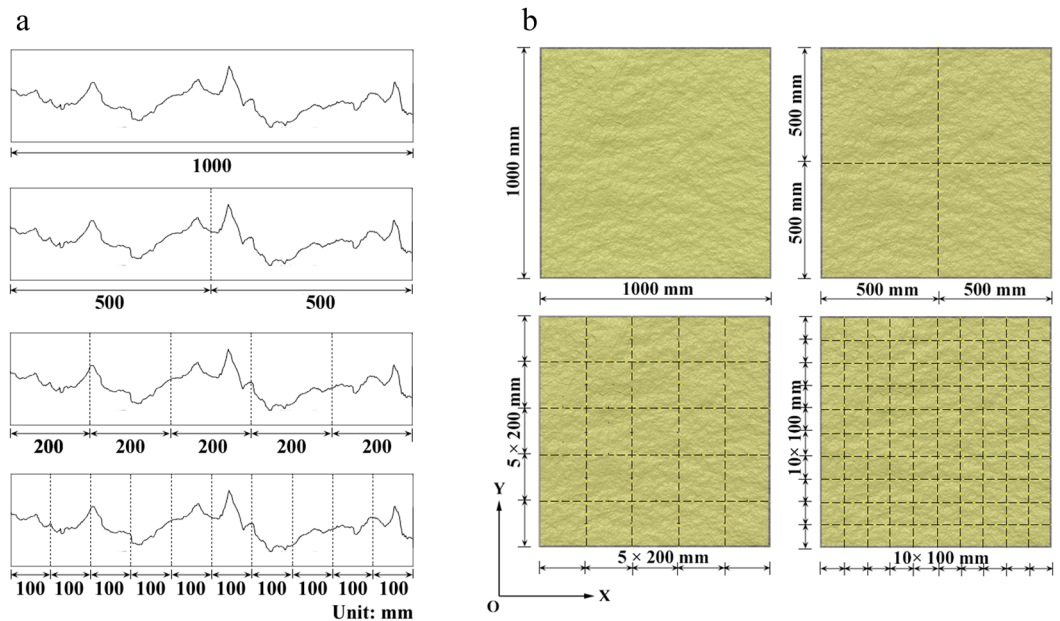 a
1000
500 500
200 200 200 200 200
100 100 100 100 100 100 100 100 100 100
Unit: mm
b
1000 mm
1000 mm
500 mm
500 mm
500 mm 500 mm
5 × 200 mm
5 × 200 mm
10× 100 mm
10× 100 mm
Y
O
X